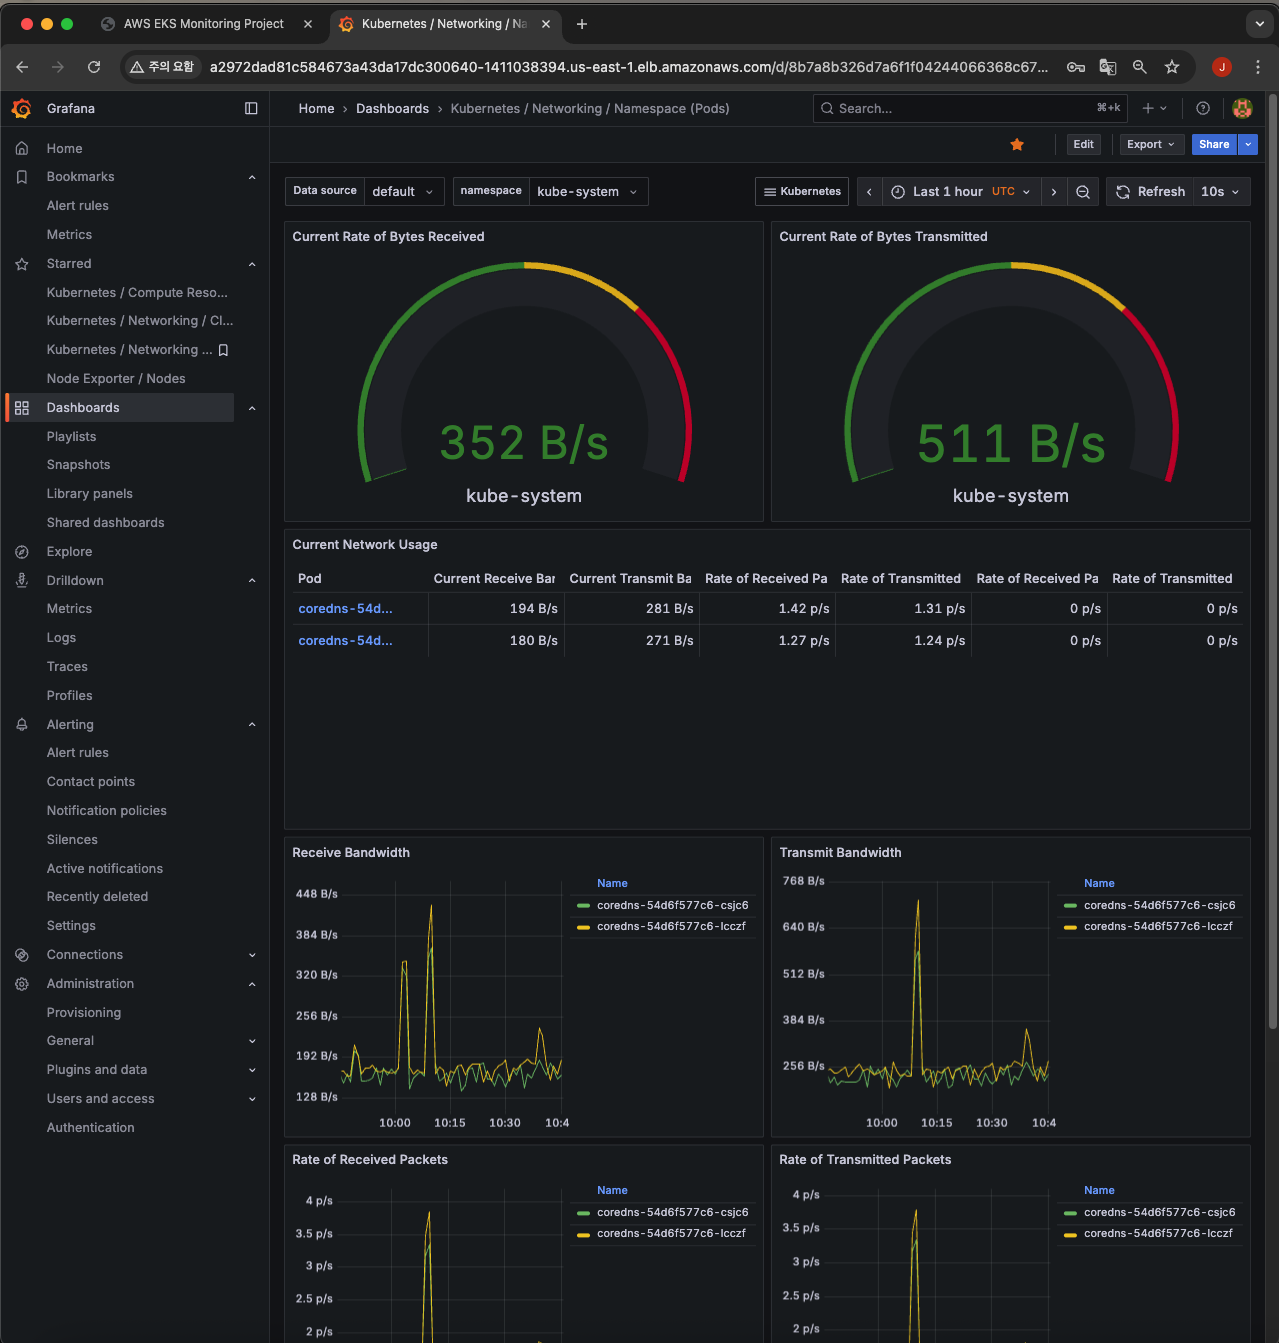 AWS EKS Monitoring Project
Kubernetes / Networking / Na
주의 요함
a2972dad81c584673a43da17dc300640-1411038394.us-east-1.elb.amazonaws.com/d/8b7a8b326d7a6f1f04244066368c67...
J
Grafana
Home › Dashboards › Kubernetes / Networking / Namespace (Pods)
Search...
⌘+k
Edit
Export
Share
Home
Bookmarks
Alert rules
Metrics
Starred
Kubernetes / Compute Reso...
Kubernetes / Networking / Cl...
Kubernetes / Networking ...
Node Exporter / Nodes
Dashboards
Playlists
Snapshots
Library panels
Shared dashboards
Explore
Drilldown
Metrics
Logs
Traces
Profiles
Alerting
Alert rules
Contact points
Notification policies
Silences
Active notifications
Recently deleted
Settings
Connections
Administration
Provisioning
General
Plugins and data
Users and access
Authentication
Data source default
namespace kube-system
Kubernetes
Last 1 hour UTC
Refresh 10s
Current Rate of Bytes Received
352 B/s
kube-system
Current Rate of Bytes Transmitted
511 B/s
kube-system
Current Network Usage
Pod Current Receive Bar Current Transmit Ba Rate of Received Pa Rate of Transmitted Rate of Received Pa Rate of Transmitted
coredns-54d... 194 B/s 281 B/s 1.42 p/s 1.31 p/s 0 p/s 0 p/s
coredns-54d... 180 B/s 271 B/s 1.27 p/s 1.24 p/s 0 p/s 0 p/s
Receive Bandwidth
448 B/s
384 B/s
320 B/s
256 B/s
192 B/s
128 B/s
10:00 10:15 10:30 10:4
Name
coredns-54d6f577c6-csjc6
coredns-54d6f577c6-lcczf
Transmit Bandwidth
768 B/s
640 B/s
512 B/s
384 B/s
256 B/s
10:00 10:15 10:30 10:4
Name
coredns-54d6f577c6-csjc6
coredns-54d6f577c6-lcczf
Rate of Received Packets
4 p/s
3.5 p/s
3 p/s
2.5 p/s
2 p/s
Name
coredns-54d6f577c6-csjc6
coredns-54d6f577c6-lcczf
Rate of Transmitted Packets
4 p/s
3.5 p/s
3 p/s
2.5 p/s
2 p/s
Name
coredns-54d6f577c6-csjc6
coredns-54d6f577c6-lcczf